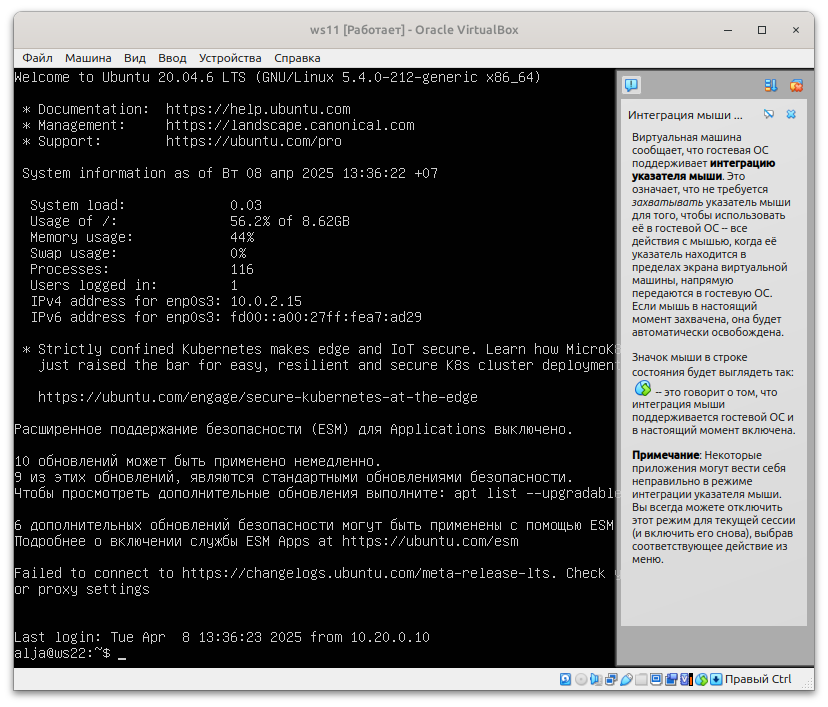 ws11 [Работает] - Oracle VirtualBox
Файл Машина Вид Ввод Устройства Справка
Welcome to Ubuntu 20.04.6 LTS (GNU/Linux 5.4.0-212-generic x86_64)
* Documentation: https://help.ubuntu.com
* Management: https://landscape.canonical.com
* Support: https://ubuntu.com/pro
System information as of Вт 08 апр 2025 13:36:22 +07
System load: 0.03
Usage of /: 56.2% of 8.62GB
Memory usage: 44%
Swap usage: 0%
Processes: 116
Users logged in: 1
IPv4 address for enp0s3: 10.0.2.15
IPv6 address for enp0s3: fd00::a00:27ff:fea7:ad29
* Strictly confined Kubernetes makes edge and IoT secure. Learn how MicroK8
just raised the bar for easy, resilient and secure K8s cluster deployment
https://ubuntu.com/engage/secure-kubernetes-at-the-edge
Расширенное поддержание безопасности (ESM) для Applications выключено.
10 обновлений может быть применено немедленно.
9 из этих обновлений, являются стандартными обновлениями безопасности.
Чтобы просмотреть дополнительные обновления выполните: apt list --upgradable
6 дополнительных обновлений безопасности могут быть применены с помощью ESM
Подробнее о включении службы ESM Apps at https://ubuntu.com/esm
Failed to connect to https://changelogs.ubuntu.com/meta-release-lts. Check
or proxy settings
Last login: Tue Apr  8 13:36:23 2025 from 10.20.0.10
alja@ws22:~$ _
Интеграция мыши ...
Виртуальная машина
сообщает, что гостевая ОС
поддерживает интеграцию
указателя мыши. Это
означает, что не требуется
захватывать указатель мыши
для того, чтобы использовать
её в гостевой ОС -- все
действия с мышью, когда её
указатель находится в
пределах экрана виртуальной
машины, напрямую
передаются в гостевую ОС.
Если мышь в настоящий
момент захвачена, она будет
автоматически освобождена.
Значок мыши в строке
состояния будет выглядеть так:
-- это говорит о том, что
интеграция мыши
поддерживается гостевой ОС и
в настоящий момент включена.
Примечание: Некоторые
приложения могут вести себя
неправильно в режиме
интеграции указателя мыши.
Вы всегда можете отключить
этот режим для текущей сессии
(и включить его снова), выбрав
соответствующее действие из
меню.
Правый Ctrl